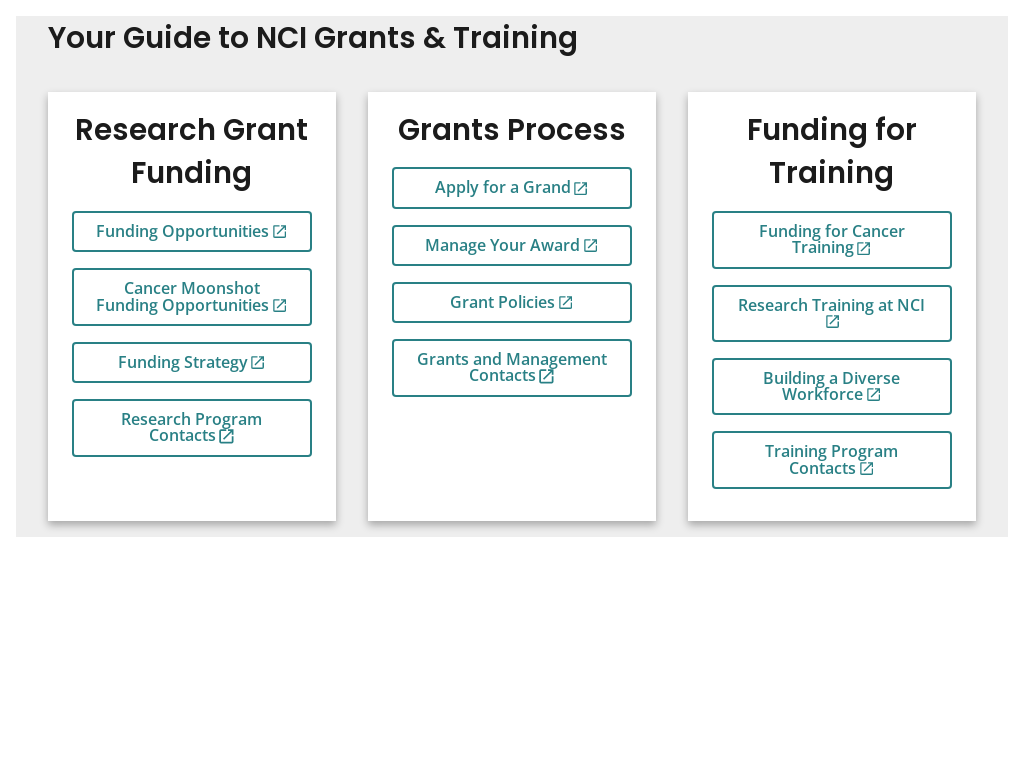 Your Guide to NCI Grants & Training
Research Grant
Funding
Funding Opportunities
Cancer Moonshot
Funding Opportunities
Funding Strategy
Research Program
Contacts
Grants Process
Apply for a Grand
Manage Your Award
Grant Policies
Grants and Management
Contacts
Funding for
Training
Funding for Cancer
Training
Research Training at NCI
Building a Diverse
Workforce
Training Program
Contacts